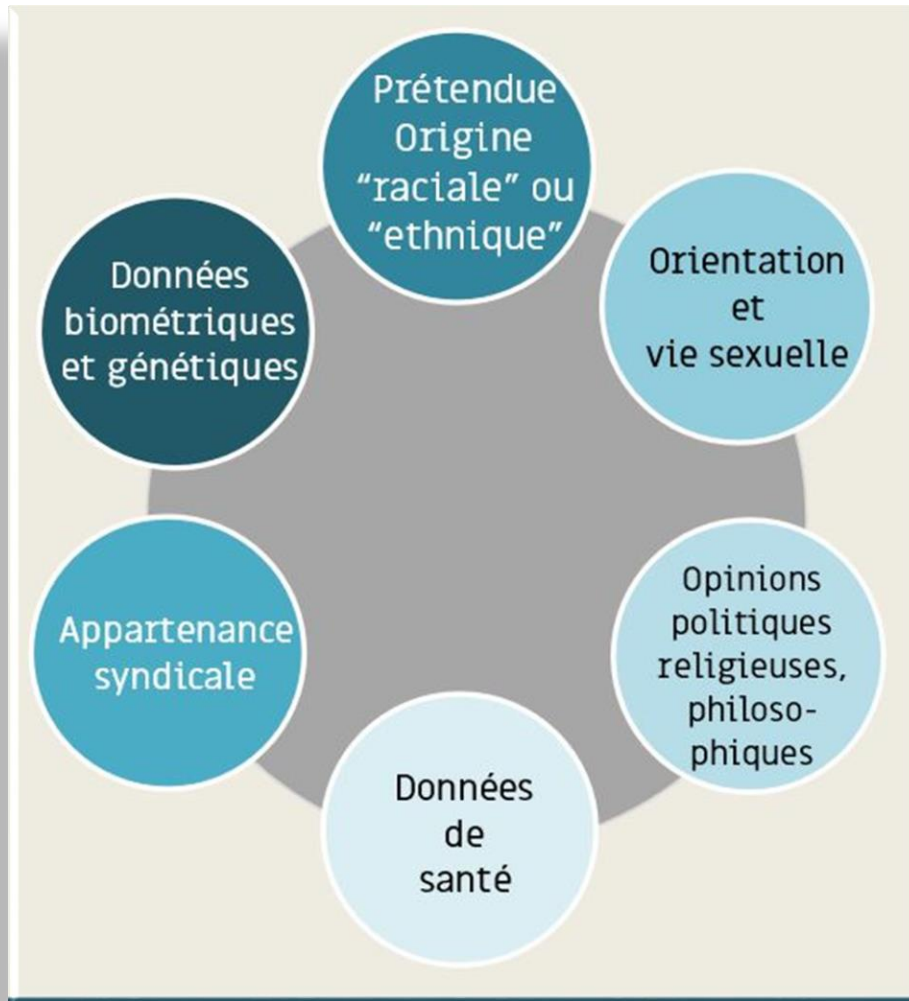 Prétendue
Origine
“raciale” ou
“ethnique”
Orientation
et
vie sexuelle
Opinions
politiques
religieuses,
philoso-
phiques
Données
de
santé
Appartenance
syndicale
Données
biométriques
et génétiques